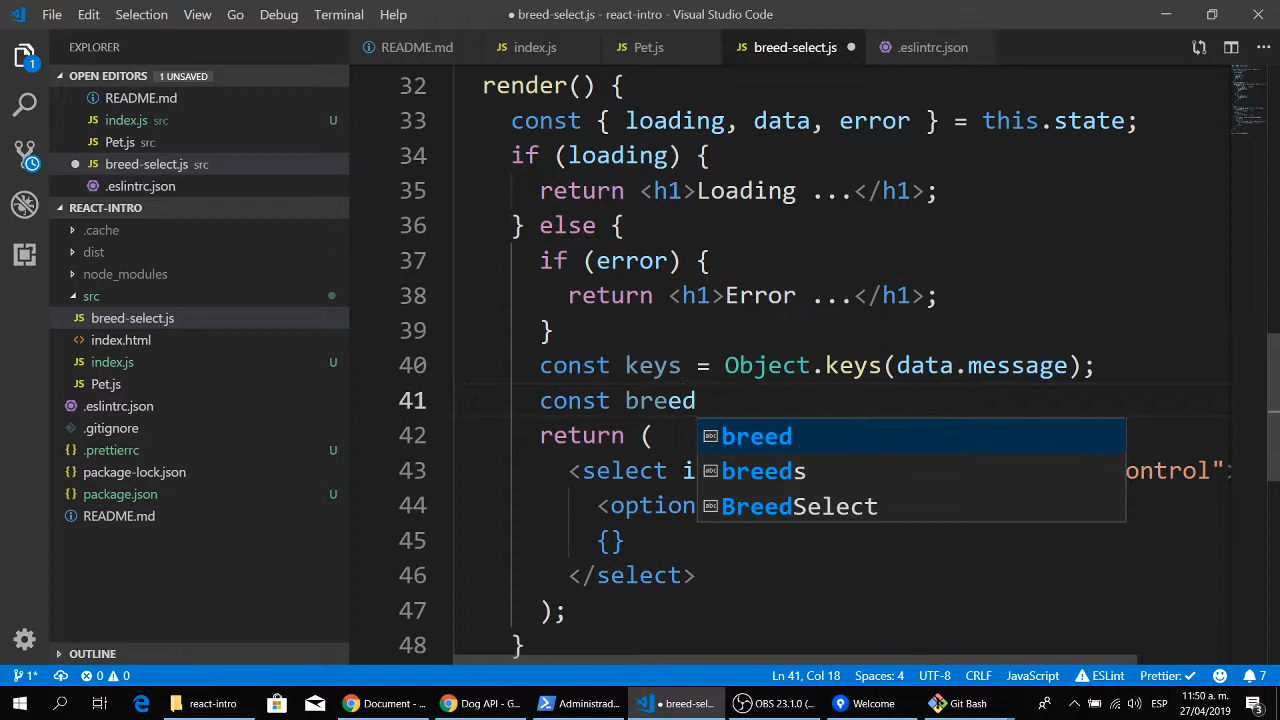 File Edit Selection View Go Debug Terminal Help
● breed-select.js - react-intro - Visual Studio Code
EXPLORER
README.md
index.js
Pet.js
breed-select.js ●
.eslintrc.json
OPEN EDITORS 1 UNSAVED
README.md
index.js src U
Pet.js src
breed-select.js src
.eslintrc.json
REACT-INTRO
.cache
dist
node_modules
src
breed-select.js
index.html
index.js U
Pet.js
.eslintrc.json U
.gitignore
.prettierrc U
package-lock.json
package.json U
README.md
OUTLINE
32 render() {
33 const { loading, data, error } = this.state;
34 if (loading) {
35 return <h1>Loading ...</h1>;
36 } else {
37 if (error) {
38 return <h1>Error ...</h1>;
39 }
40 const keys = Object.keys(data.message);
41 const breed
42 return (
43 <select i
44 <option
45 {}
46 </select>
47 );
48 }
breed
breeds
BreedSelect
ontrol">
1*
0 0
Ln 41, Col 18 Spaces: 4 UTF-8 CRLF JavaScript ESLint Prettier: ✓ 7
react-intro
Document - ...
Dog API - G...
Administrad...
● breed-sel...
OBS 23.1.0 (...
Welcome
Git Bash
ESP
11:50 a. m.
27/04/2019
3